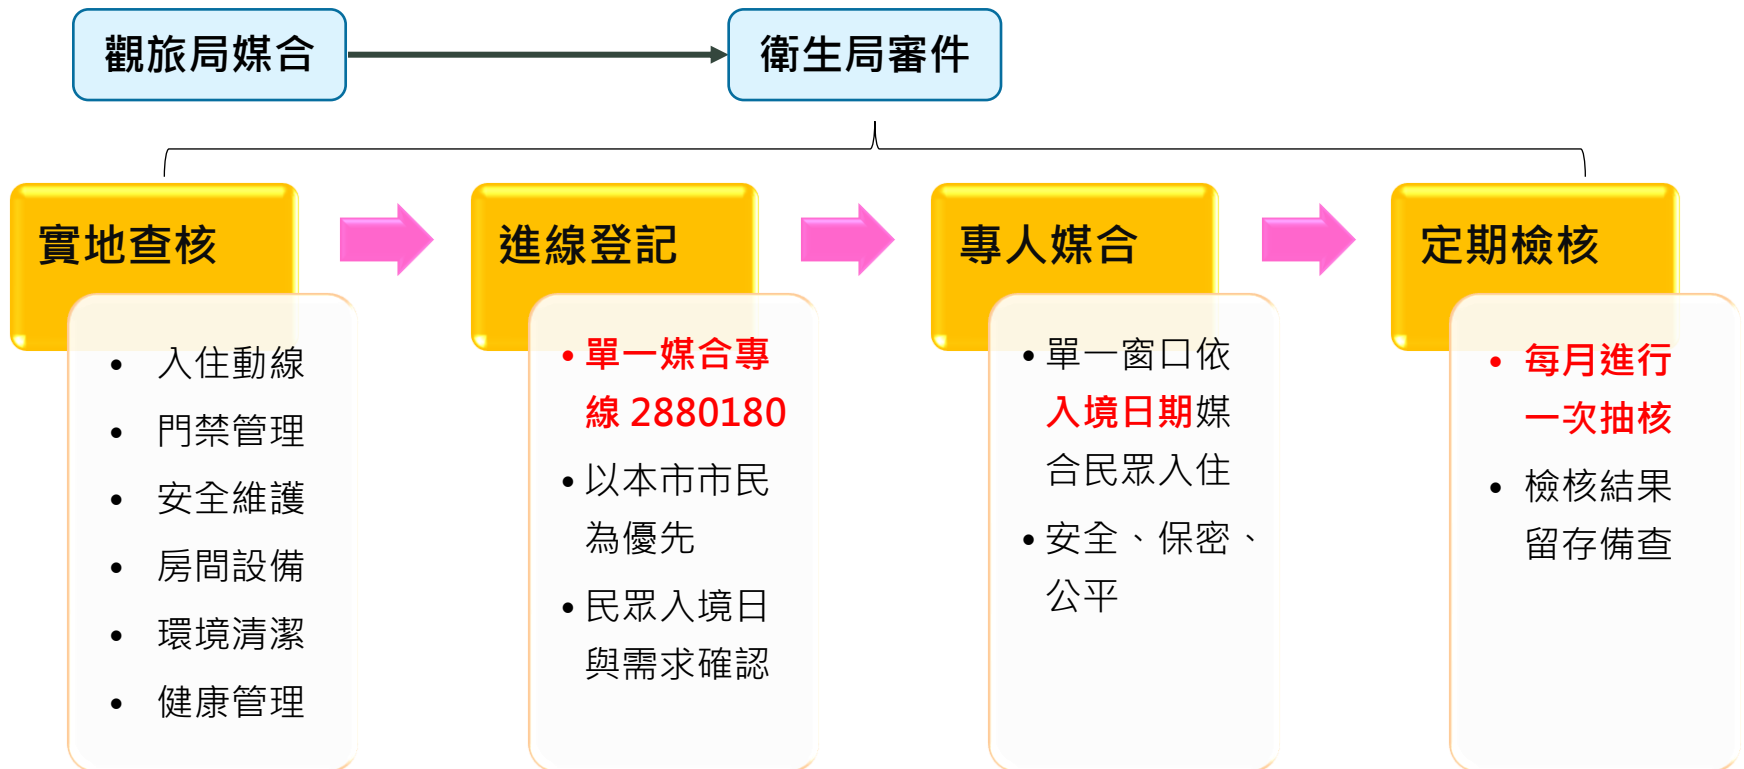 觀旅局媒合
衛生局審件
實地查核
• 入住動線
• 門禁管理
• 安全維護
• 房間設備
• 環境清潔
• 健康管理
進線登記
• 單一媒合專
線 2880180
• 以本市市民
為優先
• 民眾入境日
與需求確認
專人媒合
• 單一窗口依
入境日期媒
合民眾入住
• 安全、保密、
公平
定期檢核
• 每月進行
一次抽核
• 檢核結果
留存備查